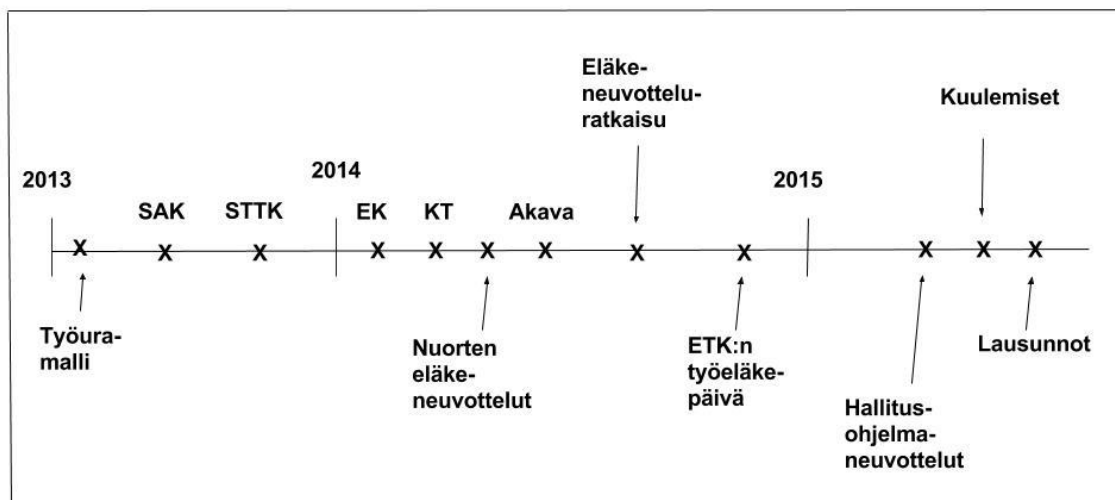 Eläke-
neuvottelu-
ratkaisu
Kuulemiset
2013
2014
2015
SAK
STTK
EK
KT
Akava
X
X
X
X
X
X
X
X
X
X
X
X
Työura-
malli
Nuorten
eläke-
neuvottelut
ETK:n
työeläke-
päivä
Lausunnot
Hallitus-
ohjelma-
neuvottelut